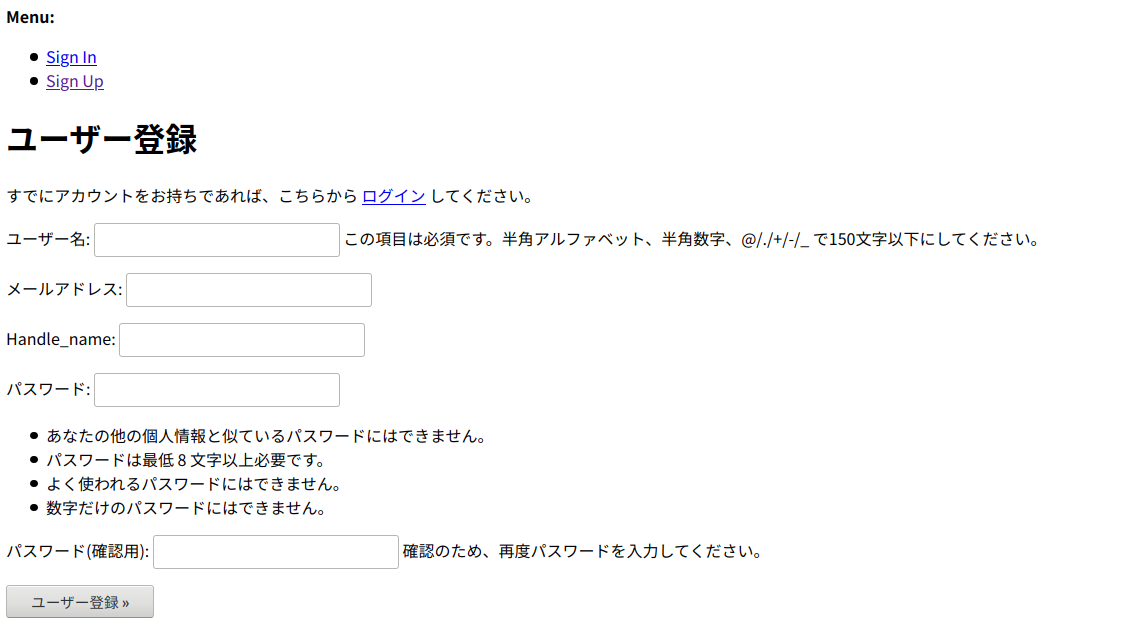 Menu:
Sign In
Sign Up
ユーザー登録
すでにアカウントをお持ちであれば、こちらから ログイン してください。
ユーザー名: この項目は必須です。半角アルファベット、半角数字、@/./+/-/_ で150文字以下にしてください。
メールアドレス:
Handle_name:
パスワード:
あなたの他の個人情報と似ているパスワードにはできません。
パスワードは最低 8 文字以上必要です。
よく使われるパスワードにはできません。
数字だけのパスワードにはできません。
パスワード(確認用): 確認のため、再度パスワードを入力してください。
ユーザー登録 »